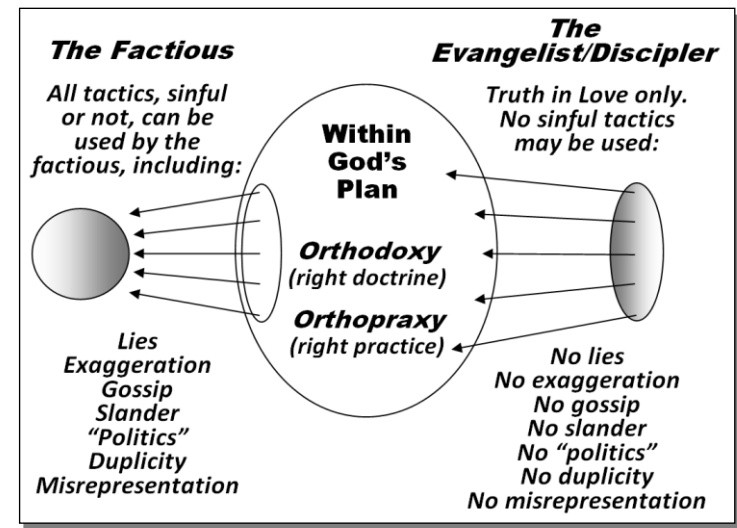 The Factious
All tactics, sinful
or not, can be
used by the
factious, including:
Lies
Exaggeration
Gossip
Slander
“Politics”
Duplicity
Misrepresentation
Within
God’s
Plan
Orthodoxy
(right doctrine)
Orthopraxy
(right practice)
The
Evangelist/Discipler
Truth in Love only.
No sinful tactics
may be used:
No lies
No exaggeration
No gossip
No slander
No “politics”
No duplicity
No misrepresentation